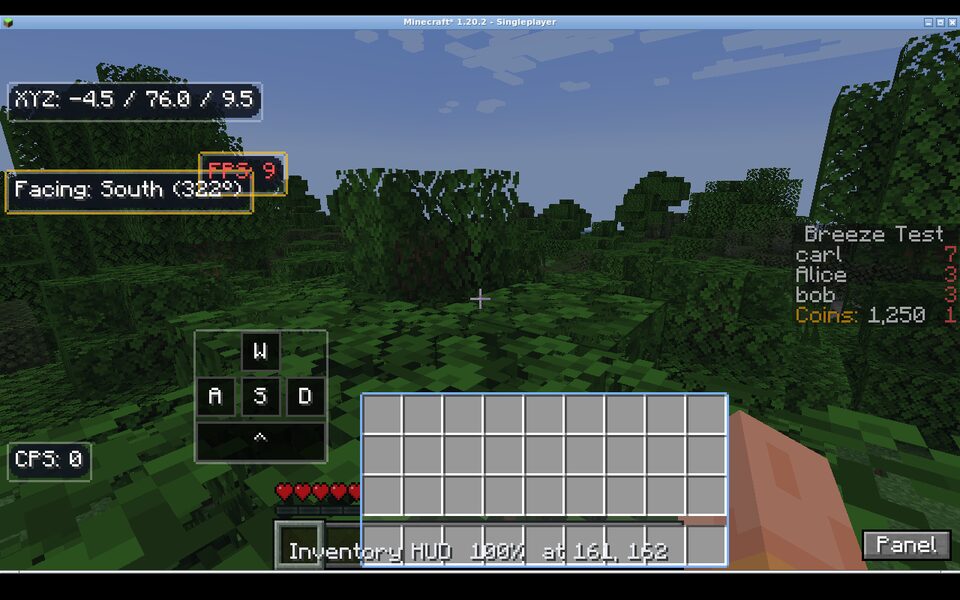 Minecraft* 1.20.2 - Singleplayer
XYZ: -4.5 / 76.0 / 9.5
FPS: 9
Facing: South (322º)
Breeze Test
carl 7
Alice 3
bob 3
Coins: 1,250 1
W
A S D
^
CPS: 0
Inventory HUD 100% at 161, 162
Panel